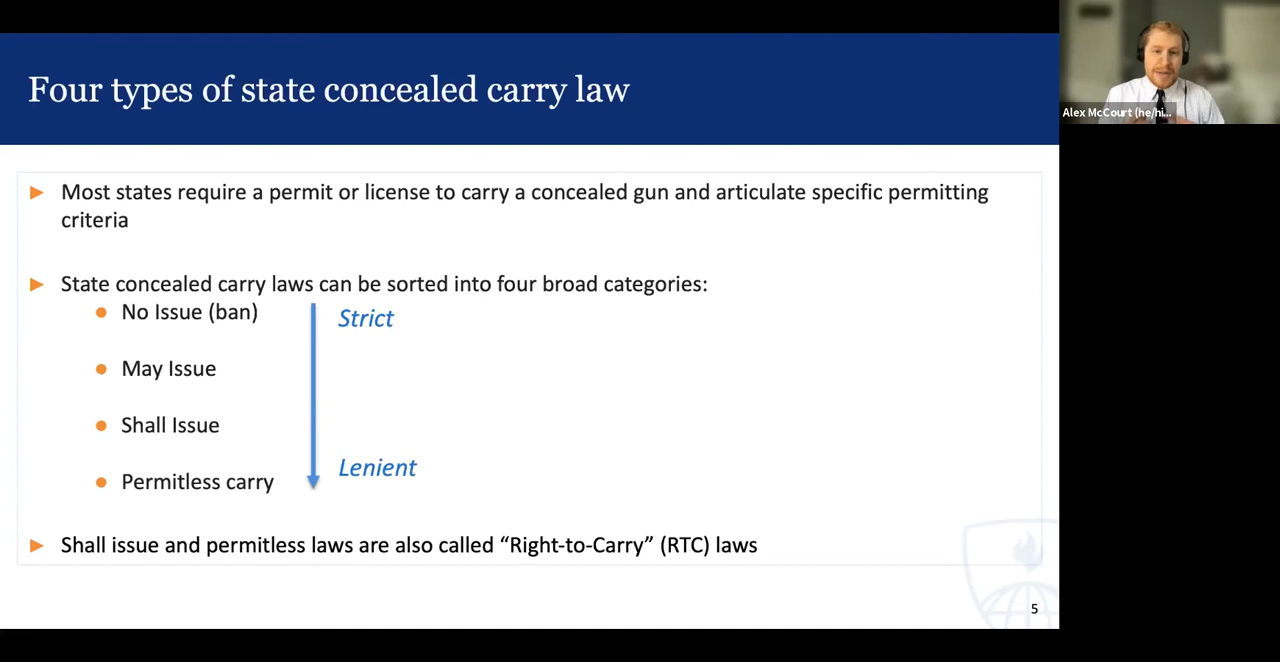 Four types of state concealed carry law
Alex McCourt (he/hi...
Most states require a permit or license to carry a concealed gun and articulate specific permitting
criteria
State concealed carry laws can be sorted into four broad categories:
No Issue (ban)
Strict
May Issue
Shall Issue
Lenient
Permitless carry
Shall issue and permitless laws are also called “Right-to-Carry” (RTC) laws
5